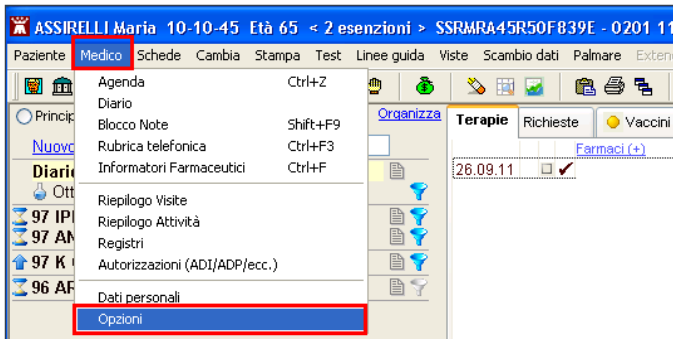 ASSIRELLI Maria 10-10-45 Età 65 < 2 esenzioni > SSRMRA45R50F839E - 0201 11
Paziente Medico Schede Cambia Stampa Test Linee guida Viste Scambio dati Palmare Exten
Agenda Ctrl+Z
Diario
Blocco Note Shift+F9
Rubrica telefonica Ctrl+F3
Informatori Farmaceutici Ctrl+F
Riepilogo Visite
Riepilogo Attività
Registri
Autorizzazioni (ADI/ADP/ecc.)
Dati personali
Opzioni
Princip
Organizza
Nuovo
Diari
Ott
97 IPI
97 AN
97 K
96 AF
Terapie Richieste Vaccini
Farmaci (+)
26.09.11